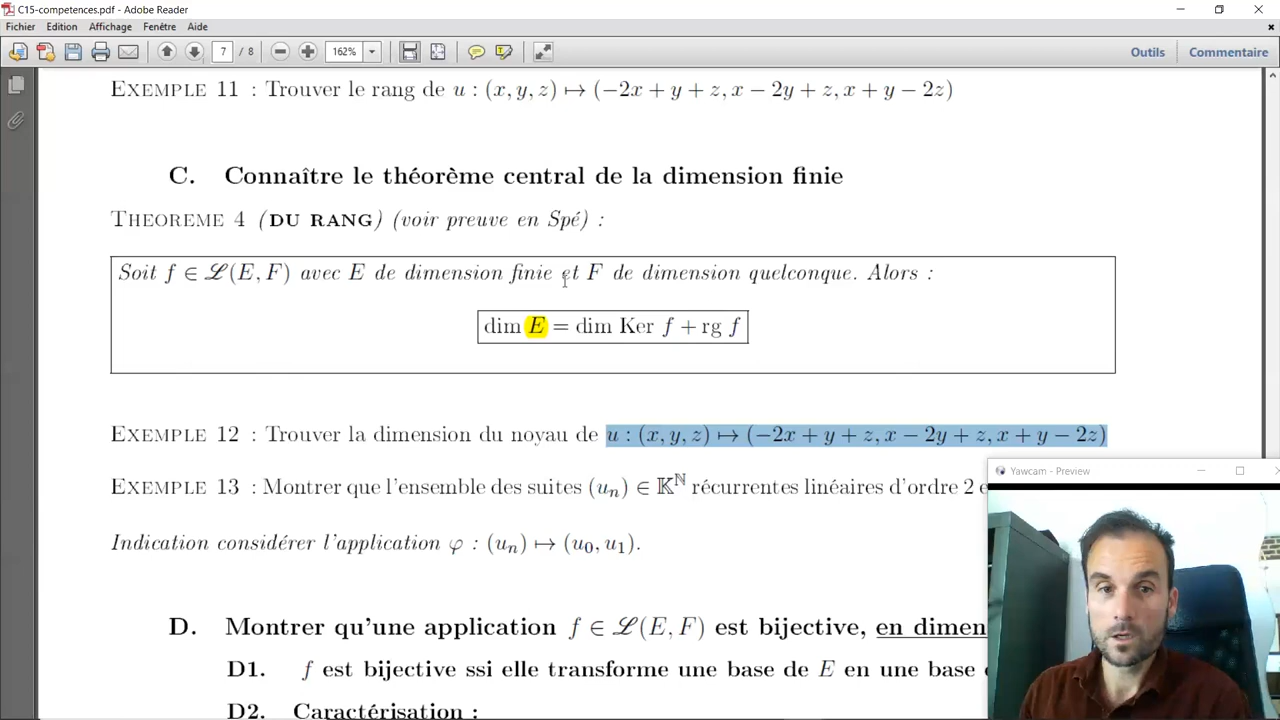 C15-competences.pdf - Adobe Reader
Fichier Edition Affichage Fenêtre Aide
7 / 8 162% Outils Commentaire
EXEMPLE 11 : Trouver le rang de u : (x, y, z) ↦ (−2x + y + z, x − 2y + z, x + y − 2z)
C. Connaître le théorème central de la dimension finie
THEOREME 4 (DU RANG) (voir preuve en Spé) :
Soit f ∈ ℒ(E, F) avec E de dimension finie et F de dimension quelconque. Alors :
dim E = dim Ker f + rg f
EXEMPLE 12 : Trouver la dimension du noyau de u : (x, y, z) ↦ (−2x + y + z, x − 2y + z, x + y − 2z)
Yawcam - Preview
EXEMPLE 13 : Montrer que l'ensemble des suites (uₙ) ∈ 𝕂^ℕ récurrentes linéaires d'ordre 2 e
Indication considérer l'application φ : (uₙ) ↦ (u₀, u₁).
D. Montrer qu'une application f ∈ ℒ(E, F) est bijective, en dimen
D1. f est bijective ssi elle transforme une base de E en une base d
D2. Caractérisation :